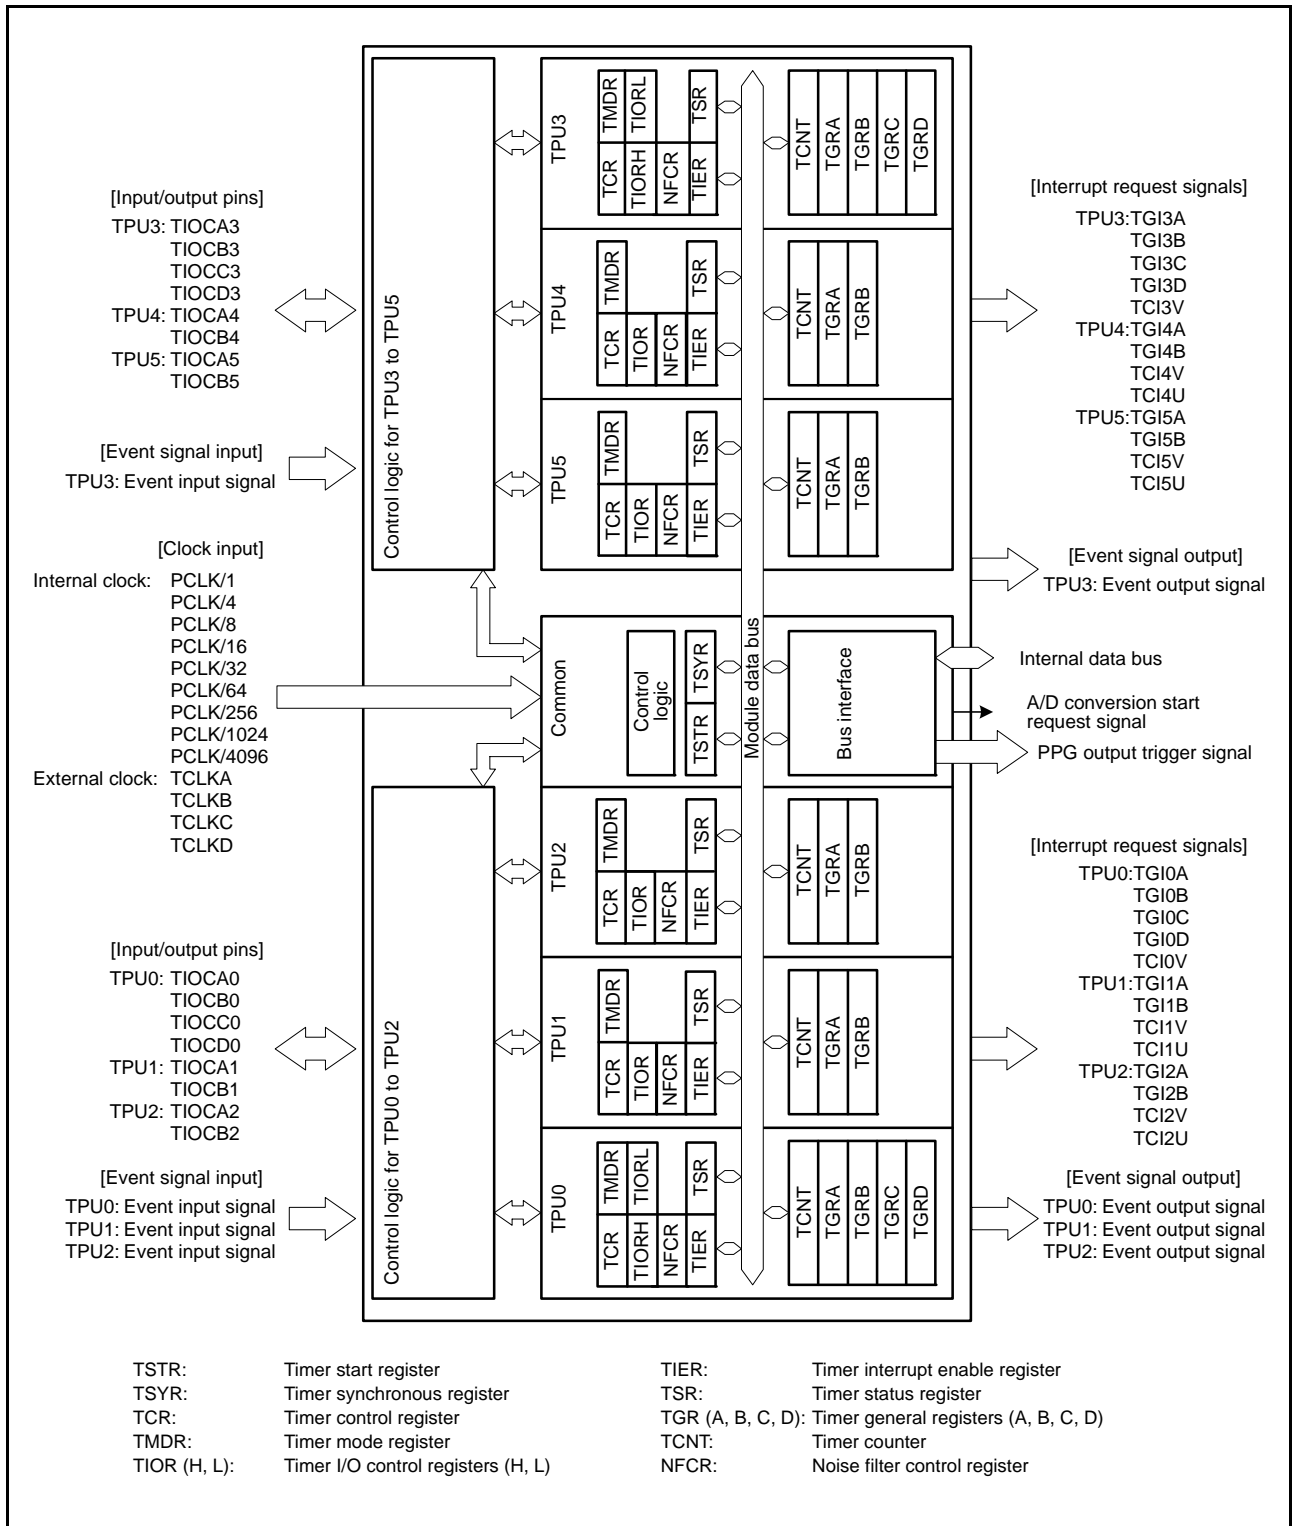 [Input/output pins]
TPU3: TIOCA3
TIOCB3
TIOCC3
TIOCD3
TPU4: TIOCA4
TIOCB4
TPU5: TIOCA5
TIOCB5
[Event signal input]
TPU3: Event input signal
[Clock input]
Internal clock: PCLK/1
PCLK/4
PCLK/8
PCLK/16
PCLK/32
PCLK/64
PCLK/256
PCLK/1024
PCLK/4096
External clock: TCLKA
TCLKB
TCLKC
TCLKD
[Input/output pins]
TPU0: TIOCA0
TIOCB0
TIOCC0
TIOCD0
TPU1: TIOCA1
TIOCB1
TPU2: TIOCA2
TIOCB2
[Event signal input]
TPU0: Event input signal
TPU1: Event input signal
TPU2: Event input signal
Control logic for TPU3 to TPU5
Control logic for TPU0 to TPU2
TPU3
TMDR
TIORL
TSR
TCR
TIORH
NFCR
TIER
TCNT
TGRA
TGRB
TGRC
TGRD
TPU4
TMDR
TSR
TCR
TIOR
NFCR
TIER
TCNT
TGRA
TGRB
TPU5
TMDR
TSR
TCR
TIOR
NFCR
TIER
TCNT
TGRA
TGRB
Common
Control
logic
TSYR
TSTR
Module data bus
Bus interface
TPU2
TMDR
TSR
TCR
TIOR
NFCR
TIER
TCNT
TGRA
TGRB
TPU1
TMDR
TSR
TCR
TIOR
NFCR
TIER
TCNT
TGRA
TGRB
TPU0
TMDR
TIORL
TSR
TCR
TIORH
NFCR
TIER
TCNT
TGRA
TGRB
TGRC
TGRD
[Interrupt request signals]
TPU3:TGI3A
TGI3B
TGI3C
TGI3D
TCI3V
TPU4:TGI4A
TGI4B
TCI4V
TCI4U
TPU5:TGI5A
TGI5B
TCI5V
TCI5U
[Event signal output]
TPU3: Event output signal
Internal data bus
A/D conversion start
request signal
PPG output trigger signal
[Interrupt request signals]
TPU0:TGI0A
TGI0B
TGI0C
TGI0D
TCI0V
TPU1:TGI1A
TGI1B
TCI1V
TCI1U
TPU2:TGI2A
TGI2B
TCI2V
TCI2U
[Event signal output]
TPU0: Event output signal
TPU1: Event output signal
TPU2: Event output signal
TSTR: Timer start register
TSYR: Timer synchronous register
TCR: Timer control register
TMDR: Timer mode register
TIOR (H, L): Timer I/O control registers (H, L)
TIER: Timer interrupt enable register
TSR: Timer status register
TGR (A, B, C, D): Timer general registers (A, B, C, D)
TCNT: Timer counter
NFCR: Noise filter control register